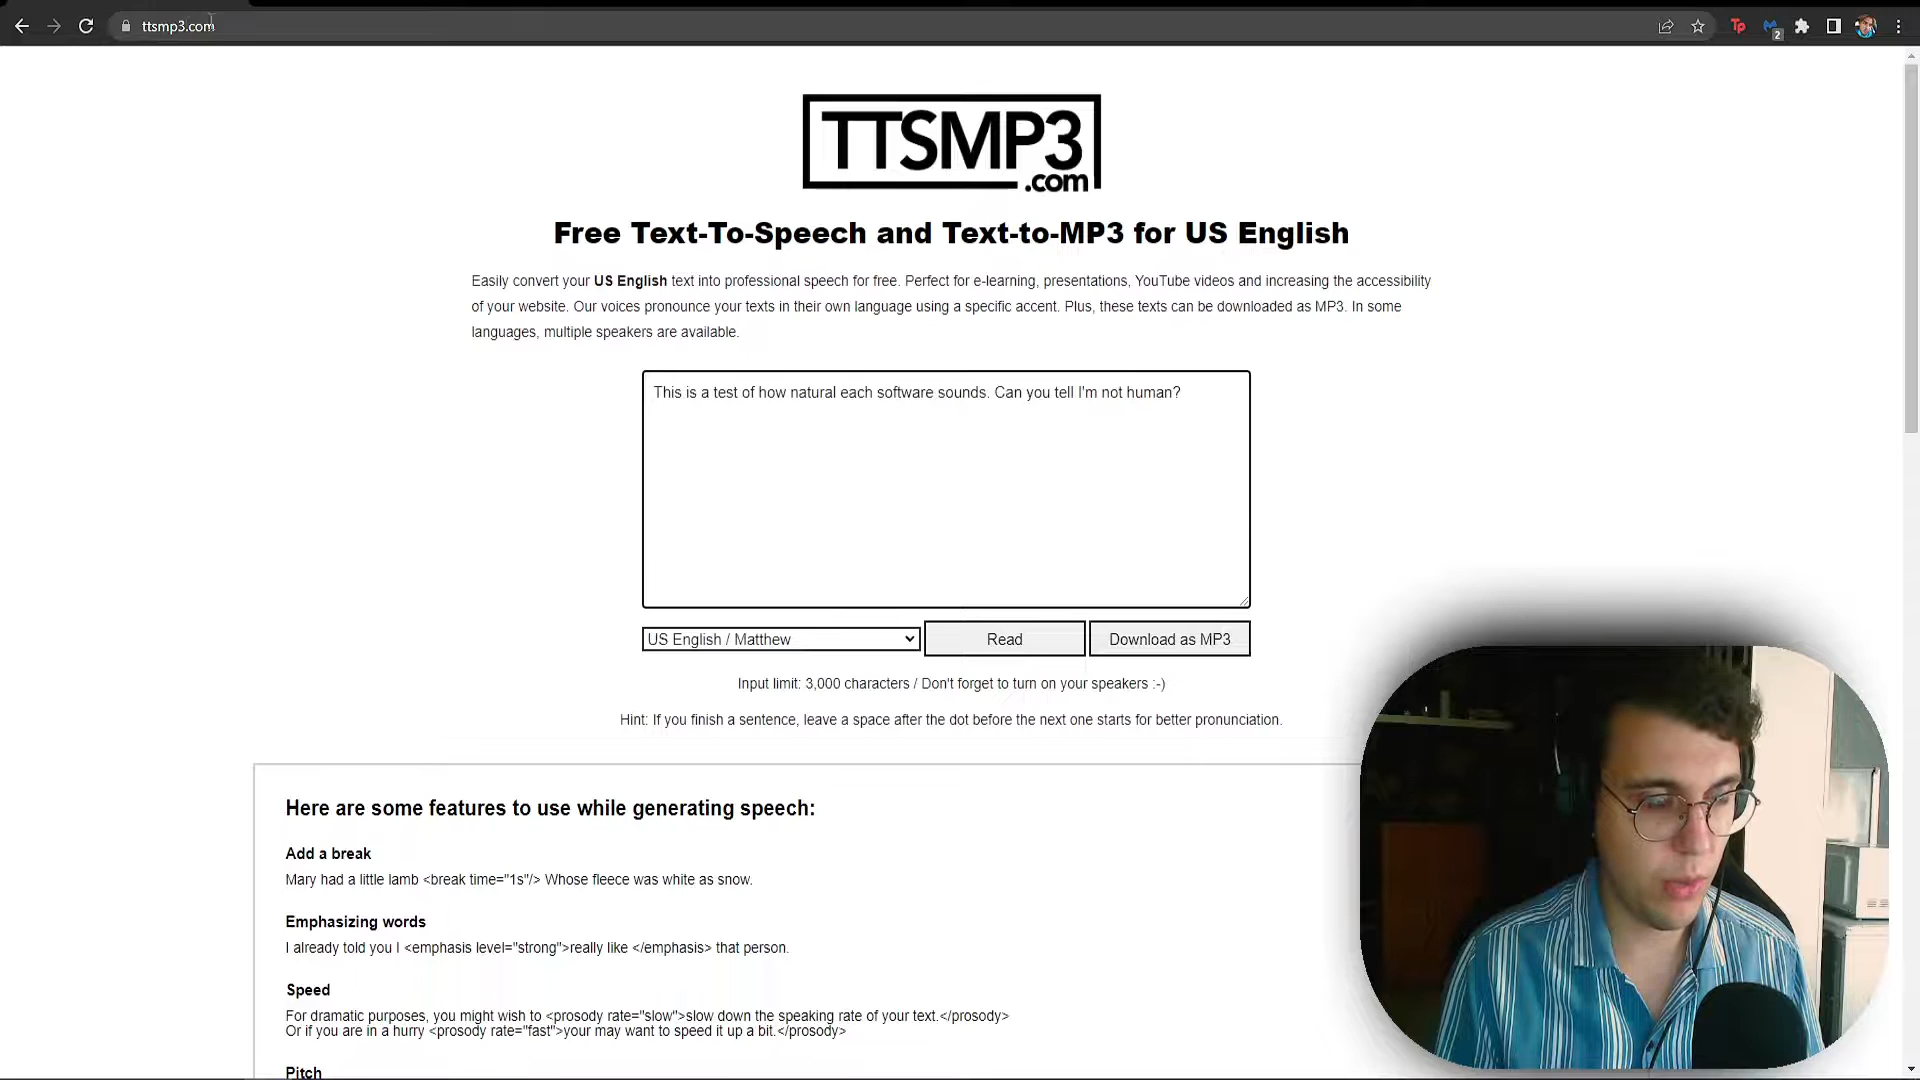 ttsmp3.com
Tp
2
TTSMP3
.com
Free Text-To-Speech and Text-to-MP3 for US English
Easily convert your US English text into professional speech for free. Perfect for e-learning, presentations, YouTube videos and increasing the accessibility
of your website. Our voices pronounce your texts in their own language using a specific accent. Plus, these texts can be downloaded as MP3. In some
languages, multiple speakers are available.
This is a test of how natural each software sounds. Can you tell I'm not human?
US English / Matthew
Read
Download as MP3
Input limit: 3,000 characters / Don't forget to turn on your speakers :-)
Hint: If you finish a sentence, leave a space after the dot before the next one starts for better pronunciation.
Here are some features to use while generating speech:
Add a break
Mary had a little lamb <break time="1s"/> Whose fleece was white as snow.
Emphasizing words
I already told you I <emphasis level="strong">really like </emphasis> that person.
Speed
For dramatic purposes, you might wish to <prosody rate="slow">slow down the speaking rate of your text.</prosody>
Or if you are in a hurry <prosody rate="fast">your may want to speed it up a bit.</prosody>
Pitch